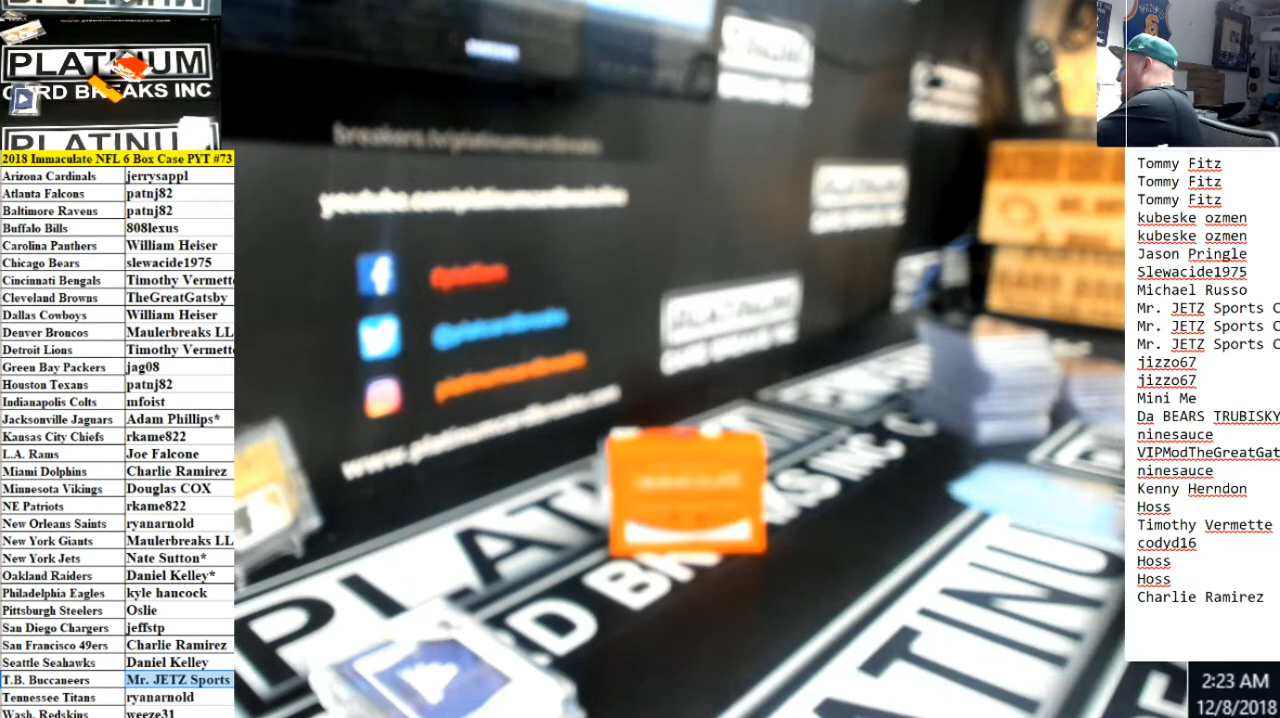 PLATINUM
CARD BREAKS INC
PLATINU
2018 Immaculate NFL 6 Box Case PYT #73
Arizona Cardinals jerrysappl
Atlanta Falcons patnj82
Baltimore Ravens patnj82
Buffalo Bills 808lexus
Carolina Panthers William Heiser
Chicago Bears slewacide1975
Cincinnati Bengals Timothy Vermette
Cleveland Browns TheGreatGatsby
Dallas Cowboys William Heiser
Denver Broncos Maulerbreaks LL
Detroit Lions Timothy Vermette
Green Bay Packers jag08
Houston Texans patnj82
Indianapolis Colts mfoist
Jacksonville Jaguars Adam Phillips*
Kansas City Chiefs rkame822
L.A. Rams Joe Falcone
Miami Dolphins Charlie Ramirez
Minnesota Vikings Douglas COX
NE Patriots rkame822
New Orleans Saints ryanarnold
New York Giants Maulerbreaks LL
New York Jets Nate Sutton*
Oakland Raiders Daniel Kelley*
Philadelphia Eagles kyle hancock
Pittsburgh Steelers Oslie
San Diego Chargers jeffstp
San Francisco 49ers Charlie Ramirez
Seattle Seahawks Daniel Kelley
T.B. Buccaneers Mr. JETZ Sports
Tennessee Titans ryanarnold
Wash. Redskins weeze31
PLATI
RD BREAKS INC
PLATINU
Tommy Fitz
Tommy Fitz
Tommy Fitz
kubeske ozmen
kubeske ozmen
Jason Pringle
Slewacide1975
Michael Russo
Mr. JETZ Sports C
Mr. JETZ Sports C
Mr. JETZ Sports C
jizzo67
jizzo67
Mini Me
Da BEARS TRUBISKY
ninesauce
VIPModTheGreatGat
ninesauce
Kenny Herndon
Hoss
Timothy Vermette
codyd16
Hoss
Hoss
Charlie Ramirez
2:23 AM
12/8/2018